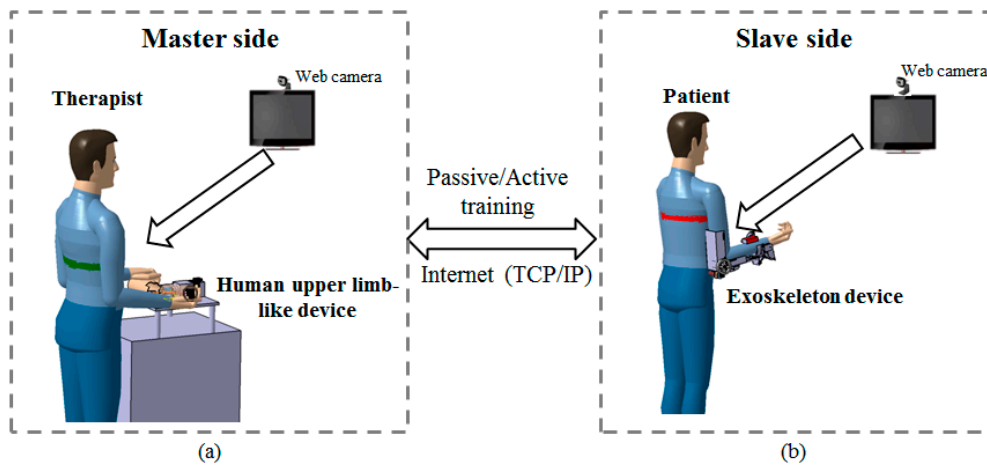 Master side
Web camera
Therapist
Human upper limb-
like device
(a)
Passive/Active
training
Internet (TCP/IP)
Slave side
Web camera
Patient
Exoskeleton device
(b)